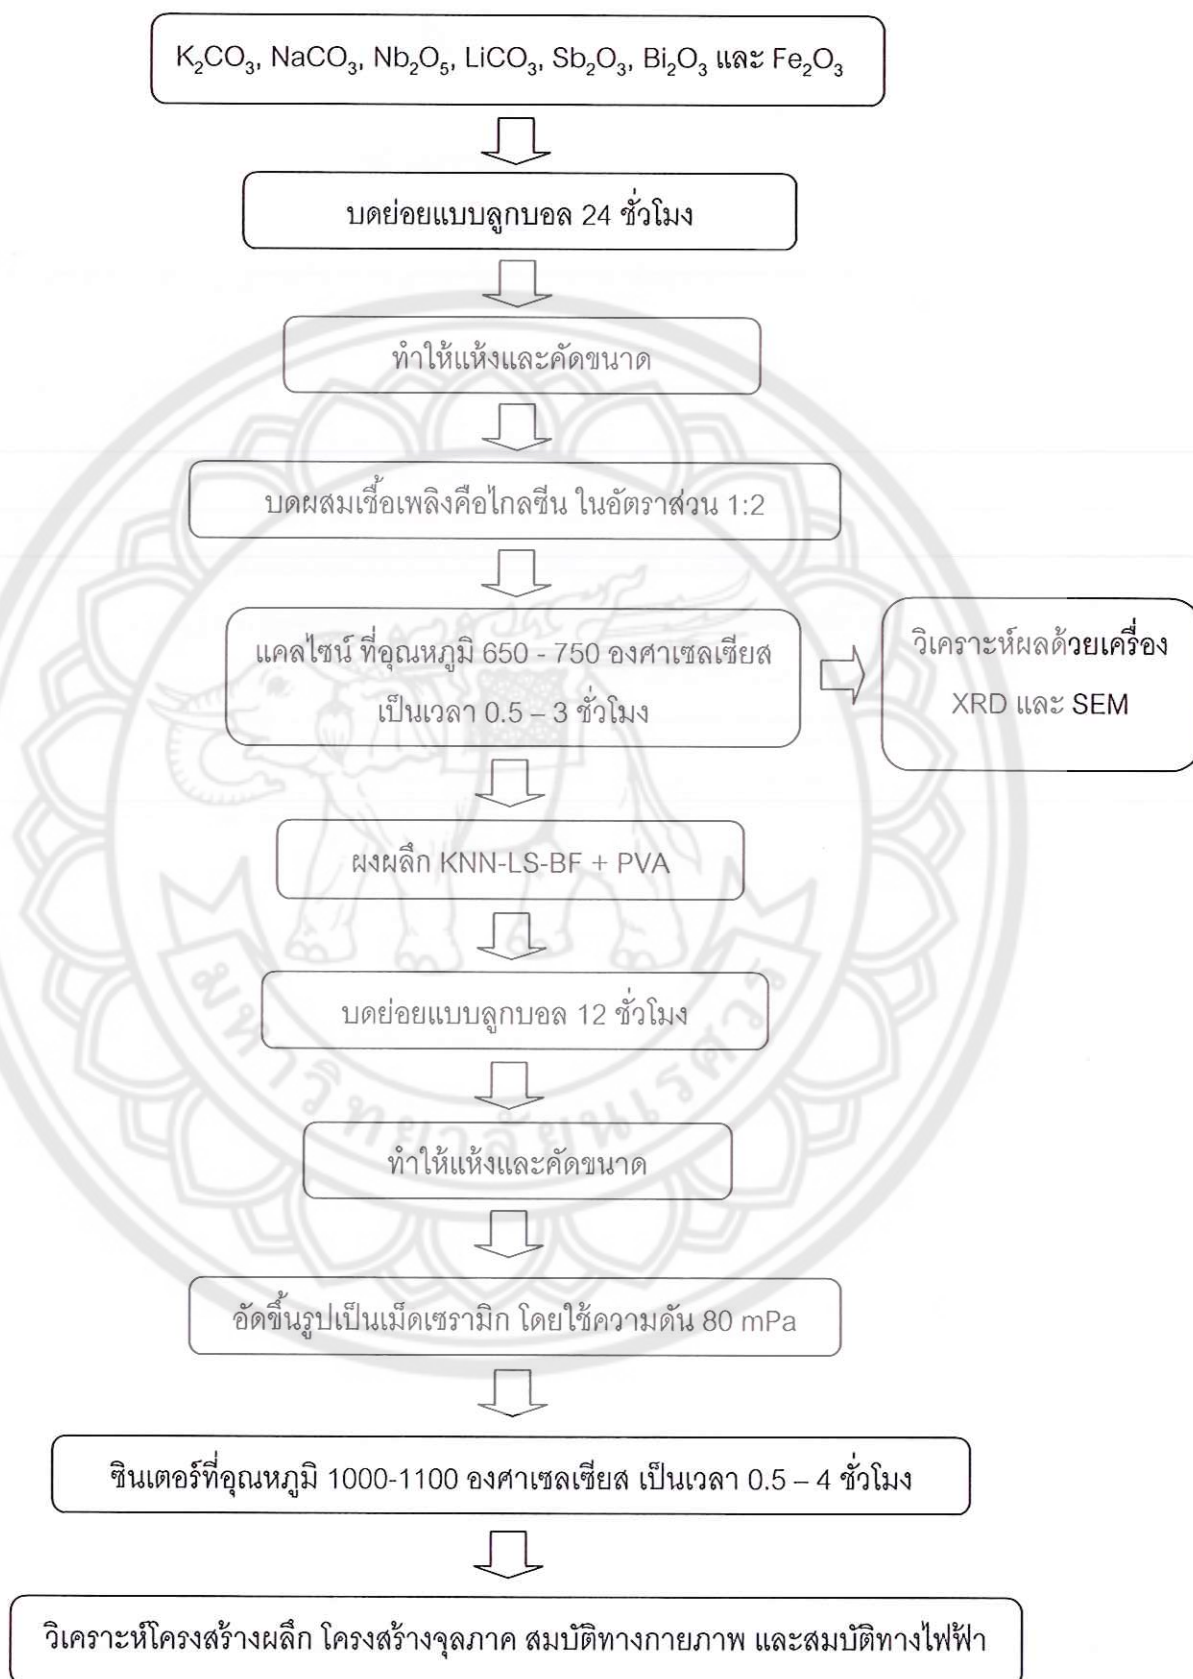 K₂CO₃, NaCO₃, Nb₂O₅, LiCO₃, Sb₂O₃, Bi₂O₃ และ Fe₂O₃
บดย่อยแบบลูกบอล 24 ชั่วโมง
ทำให้แห้งและคัดขนาด
บดผสมเชื้อเพลิงคือไกลซีน ในอัตราส่วน 1:2
แคลไซน์ ที่อุณหภูมิ 650 - 750 องศาเซลเซียส
เป็นเวลา 0.5 – 3 ชั่วโมง
วิเคราะห์ผลด้วยเครื่อง
XRD และ SEM
ผงผลึก KNN-LS-BF + PVA
บดย่อยแบบลูกบอล 12 ชั่วโมง
ทำให้แห้งและคัดขนาด
อัดขึ้นรูปเป็นเม็ดเซรามิก โดยใช้ความดัน 80 mPa
ซินเตอร์ที่อุณหภูมิ 1000-1100 องศาเซลเซียส เป็นเวลา 0.5 – 4 ชั่วโมง
วิเคราะห์โครงสร้างผลึก โครงสร้างจุลภาค สมบัติทางกายภาพ และสมบัติทางไฟฟ้า
มหาวิทยาลัยนเรศวร